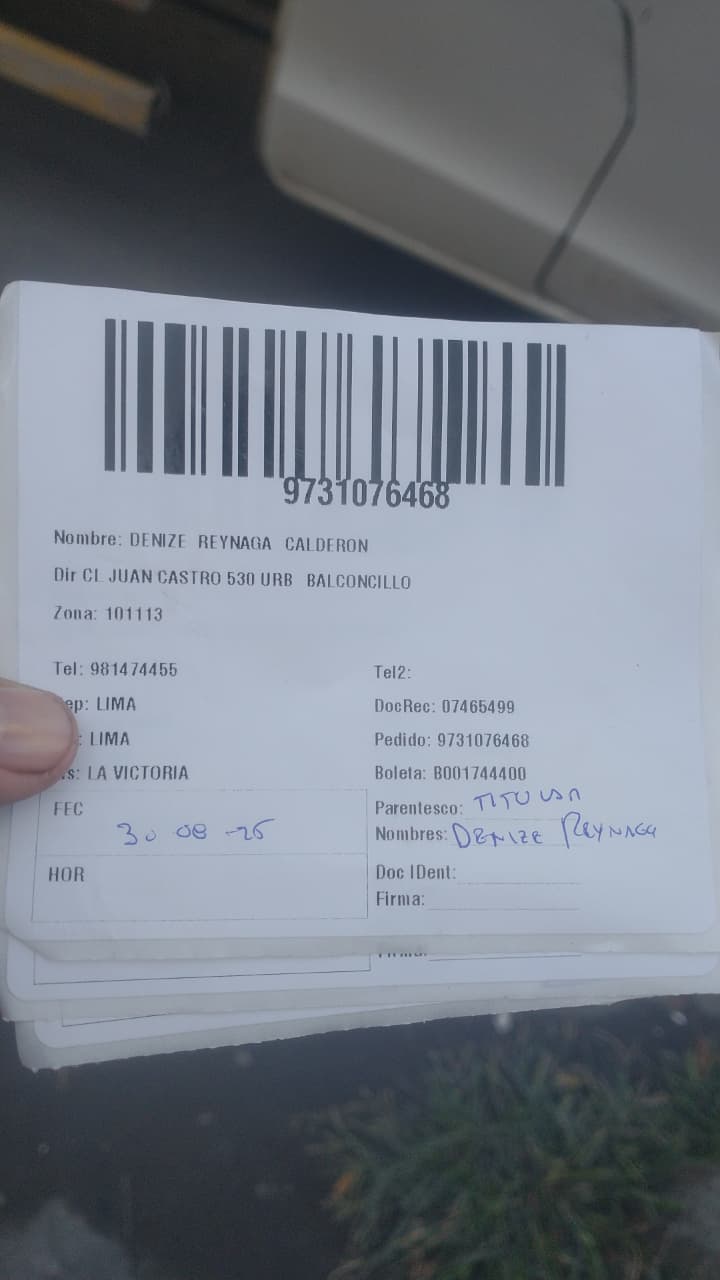 9731076468
Nombre: DENIZE REYNAGA CALDERON
Dir CL JUAN CASTRO 530 URB BALCONCILLO
Zona: 101113
Tel: 981474455 Tel2:
ep: LIMA DocRec: 07465499
: LIMA Pedido: 9731076468
s: LA VICTORIA Boleta: B001744400
FEC Parentesco: TITULAR
30 08 -25 Nombres: DENIZE REYNAGA
HOR Doc IDent:
Firma: